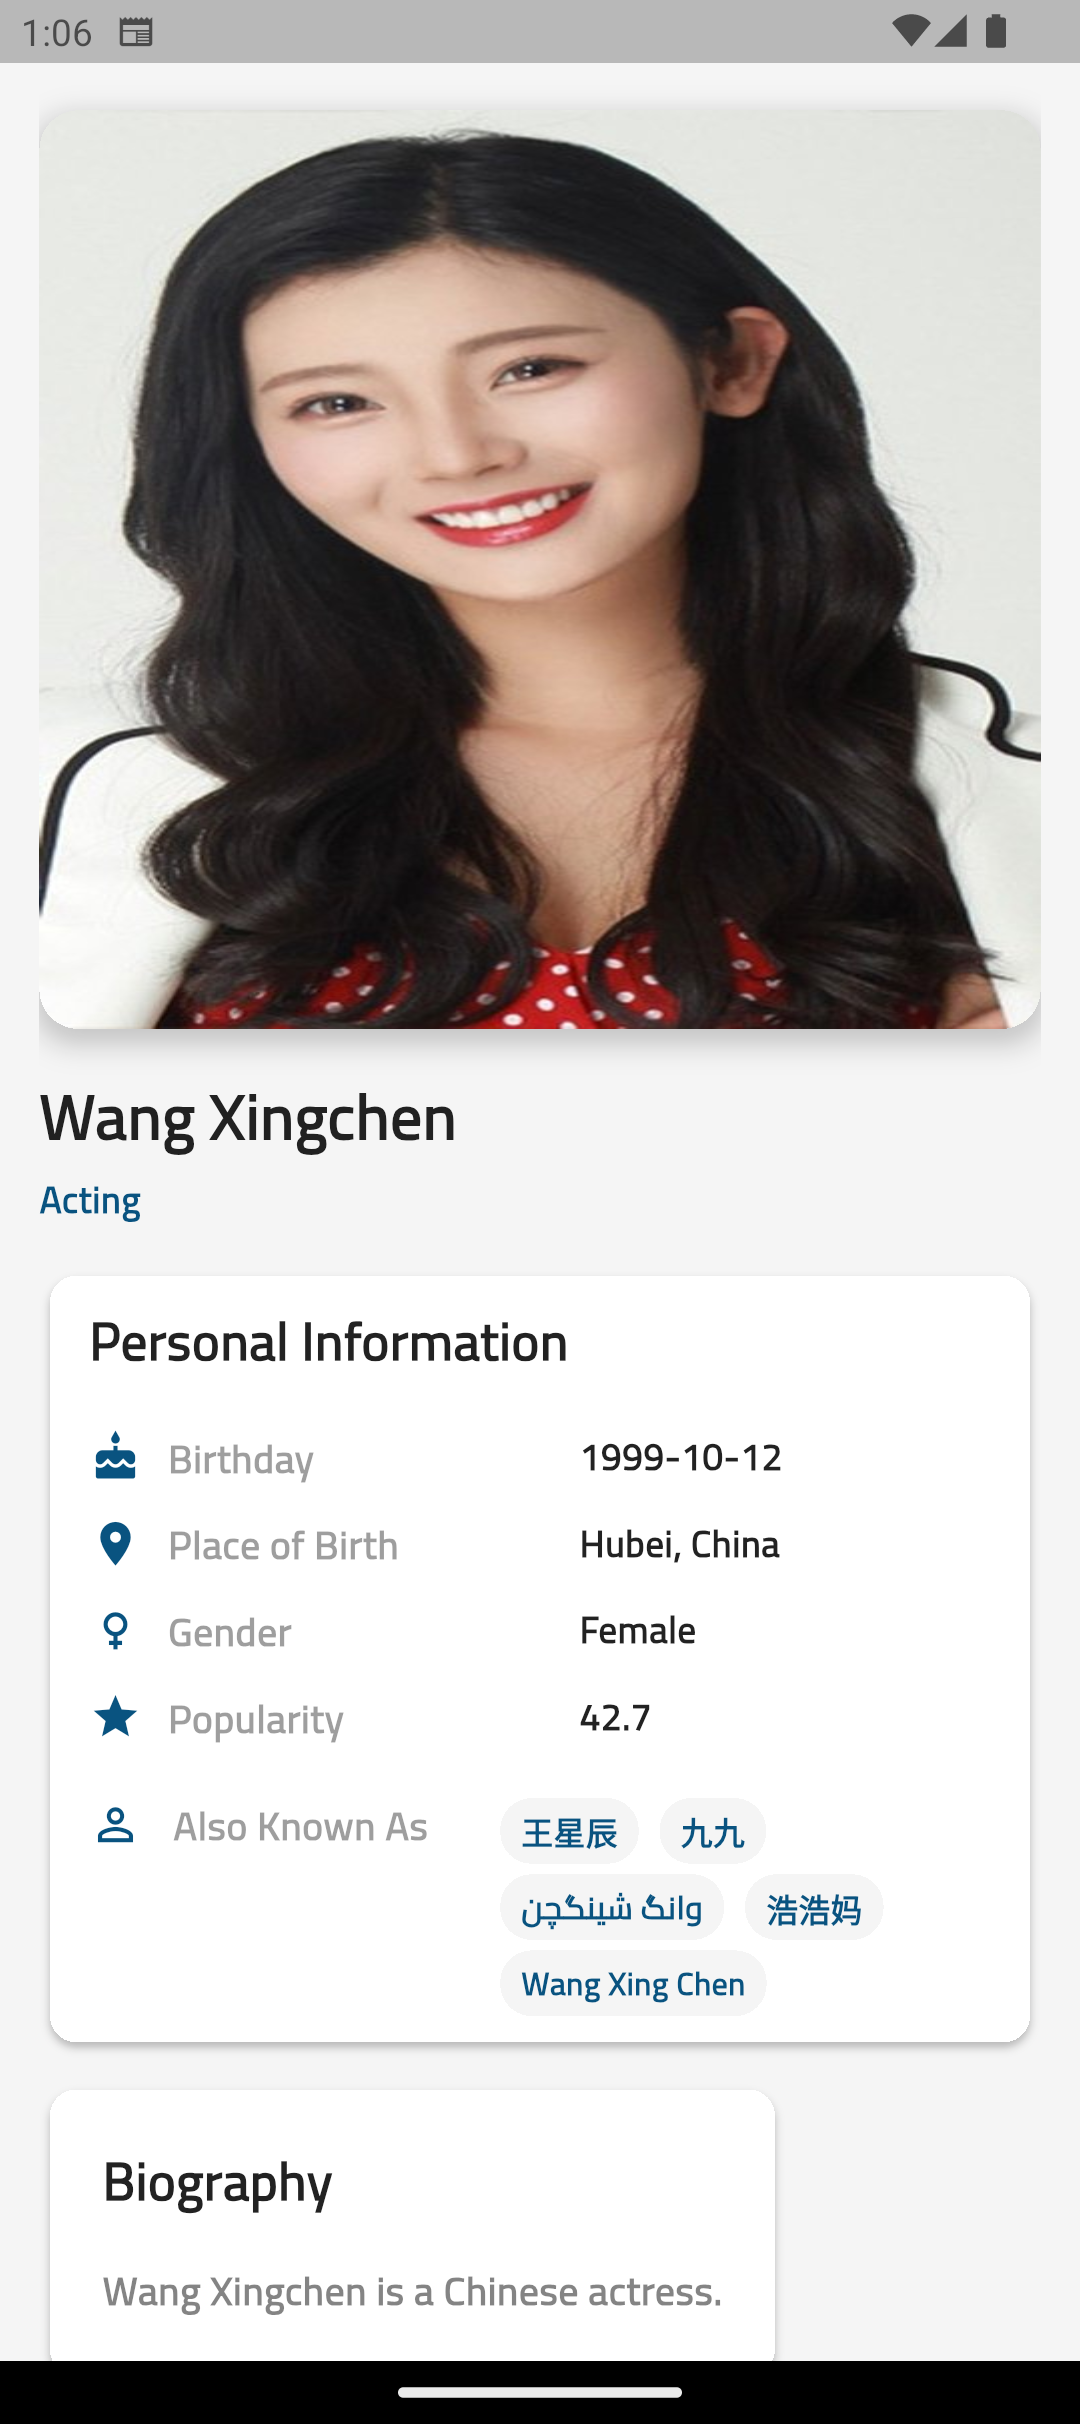 1:06
Wang Xingchen
Acting
Personal Information
Birthday 1999-10-12
Place of Birth Hubei, China
Gender Female
Popularity 42.7
Also Known As 王星辰 九九
وانگ شینگچن 浩浩妈
Wang Xing Chen
Biography
Wang Xingchen is a Chinese actress.